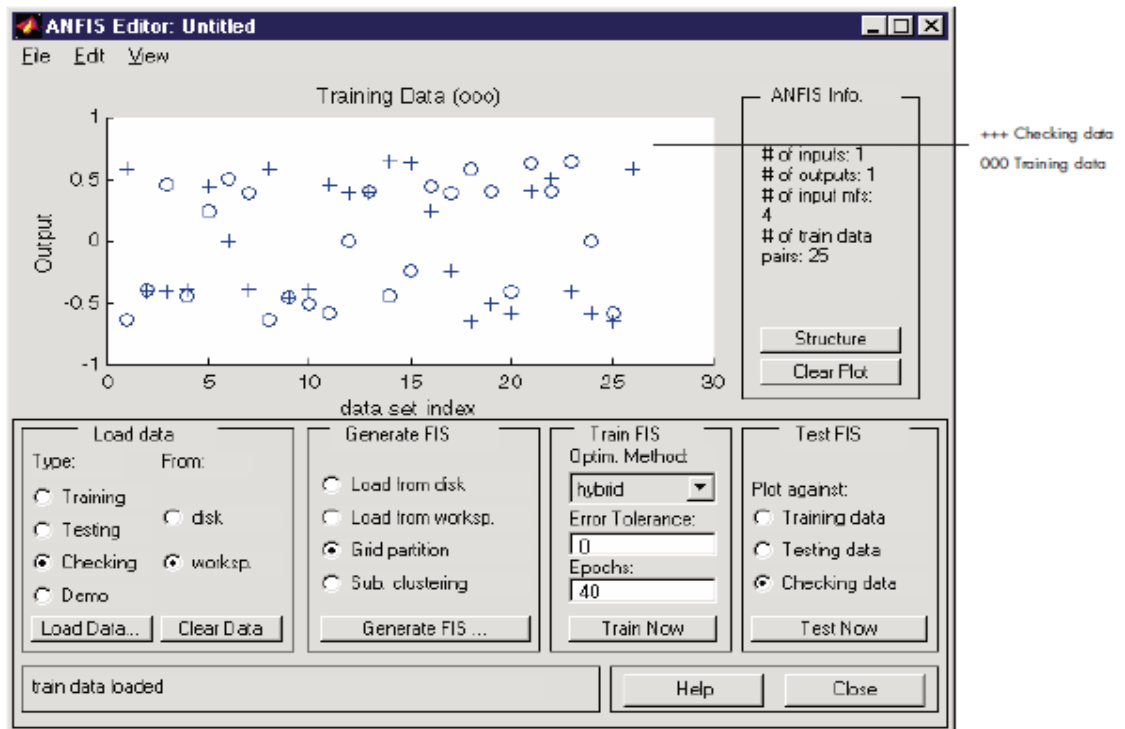 ANFIS Editor: Untitled
File Edit View
Training Data (ooo)
ANFIS Info.
+++ Checking data
000 Training data
# of inputs: 1
# of outputs: 1
# of input mfs:
4
# of train data
pairs: 25
Structure
Clear Plot
Output
1
0.5
0
-0.5
-1
0 5 10 15 20 25 30
data set index
Load data
Type: From:
Training
Testing
disk
Checking
worksp.
Demo
Load Data... Clear Data
Generate FIS
Load from disk
Load from worksp.
Grid partition
Sub. clustering
Generate FIS ...
Train FIS
Optim. Method:
hybrid
Error Tolerance:
0
Epochs:
40
Train Now
Test FIS
Plot against:
Training data
Testing data
Checking data
Test Now
train data loaded
Help
Close